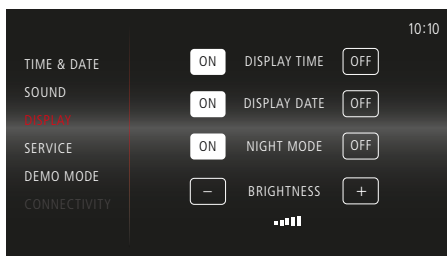 10:10
TIME & DATE
SOUND
DISPLAY
SERVICE
DEMO MODE
CONNECTIVITY
ON DISPLAY TIME OFF
ON DISPLAY DATE OFF
ON NIGHT MODE OFF
− BRIGHTNESS +